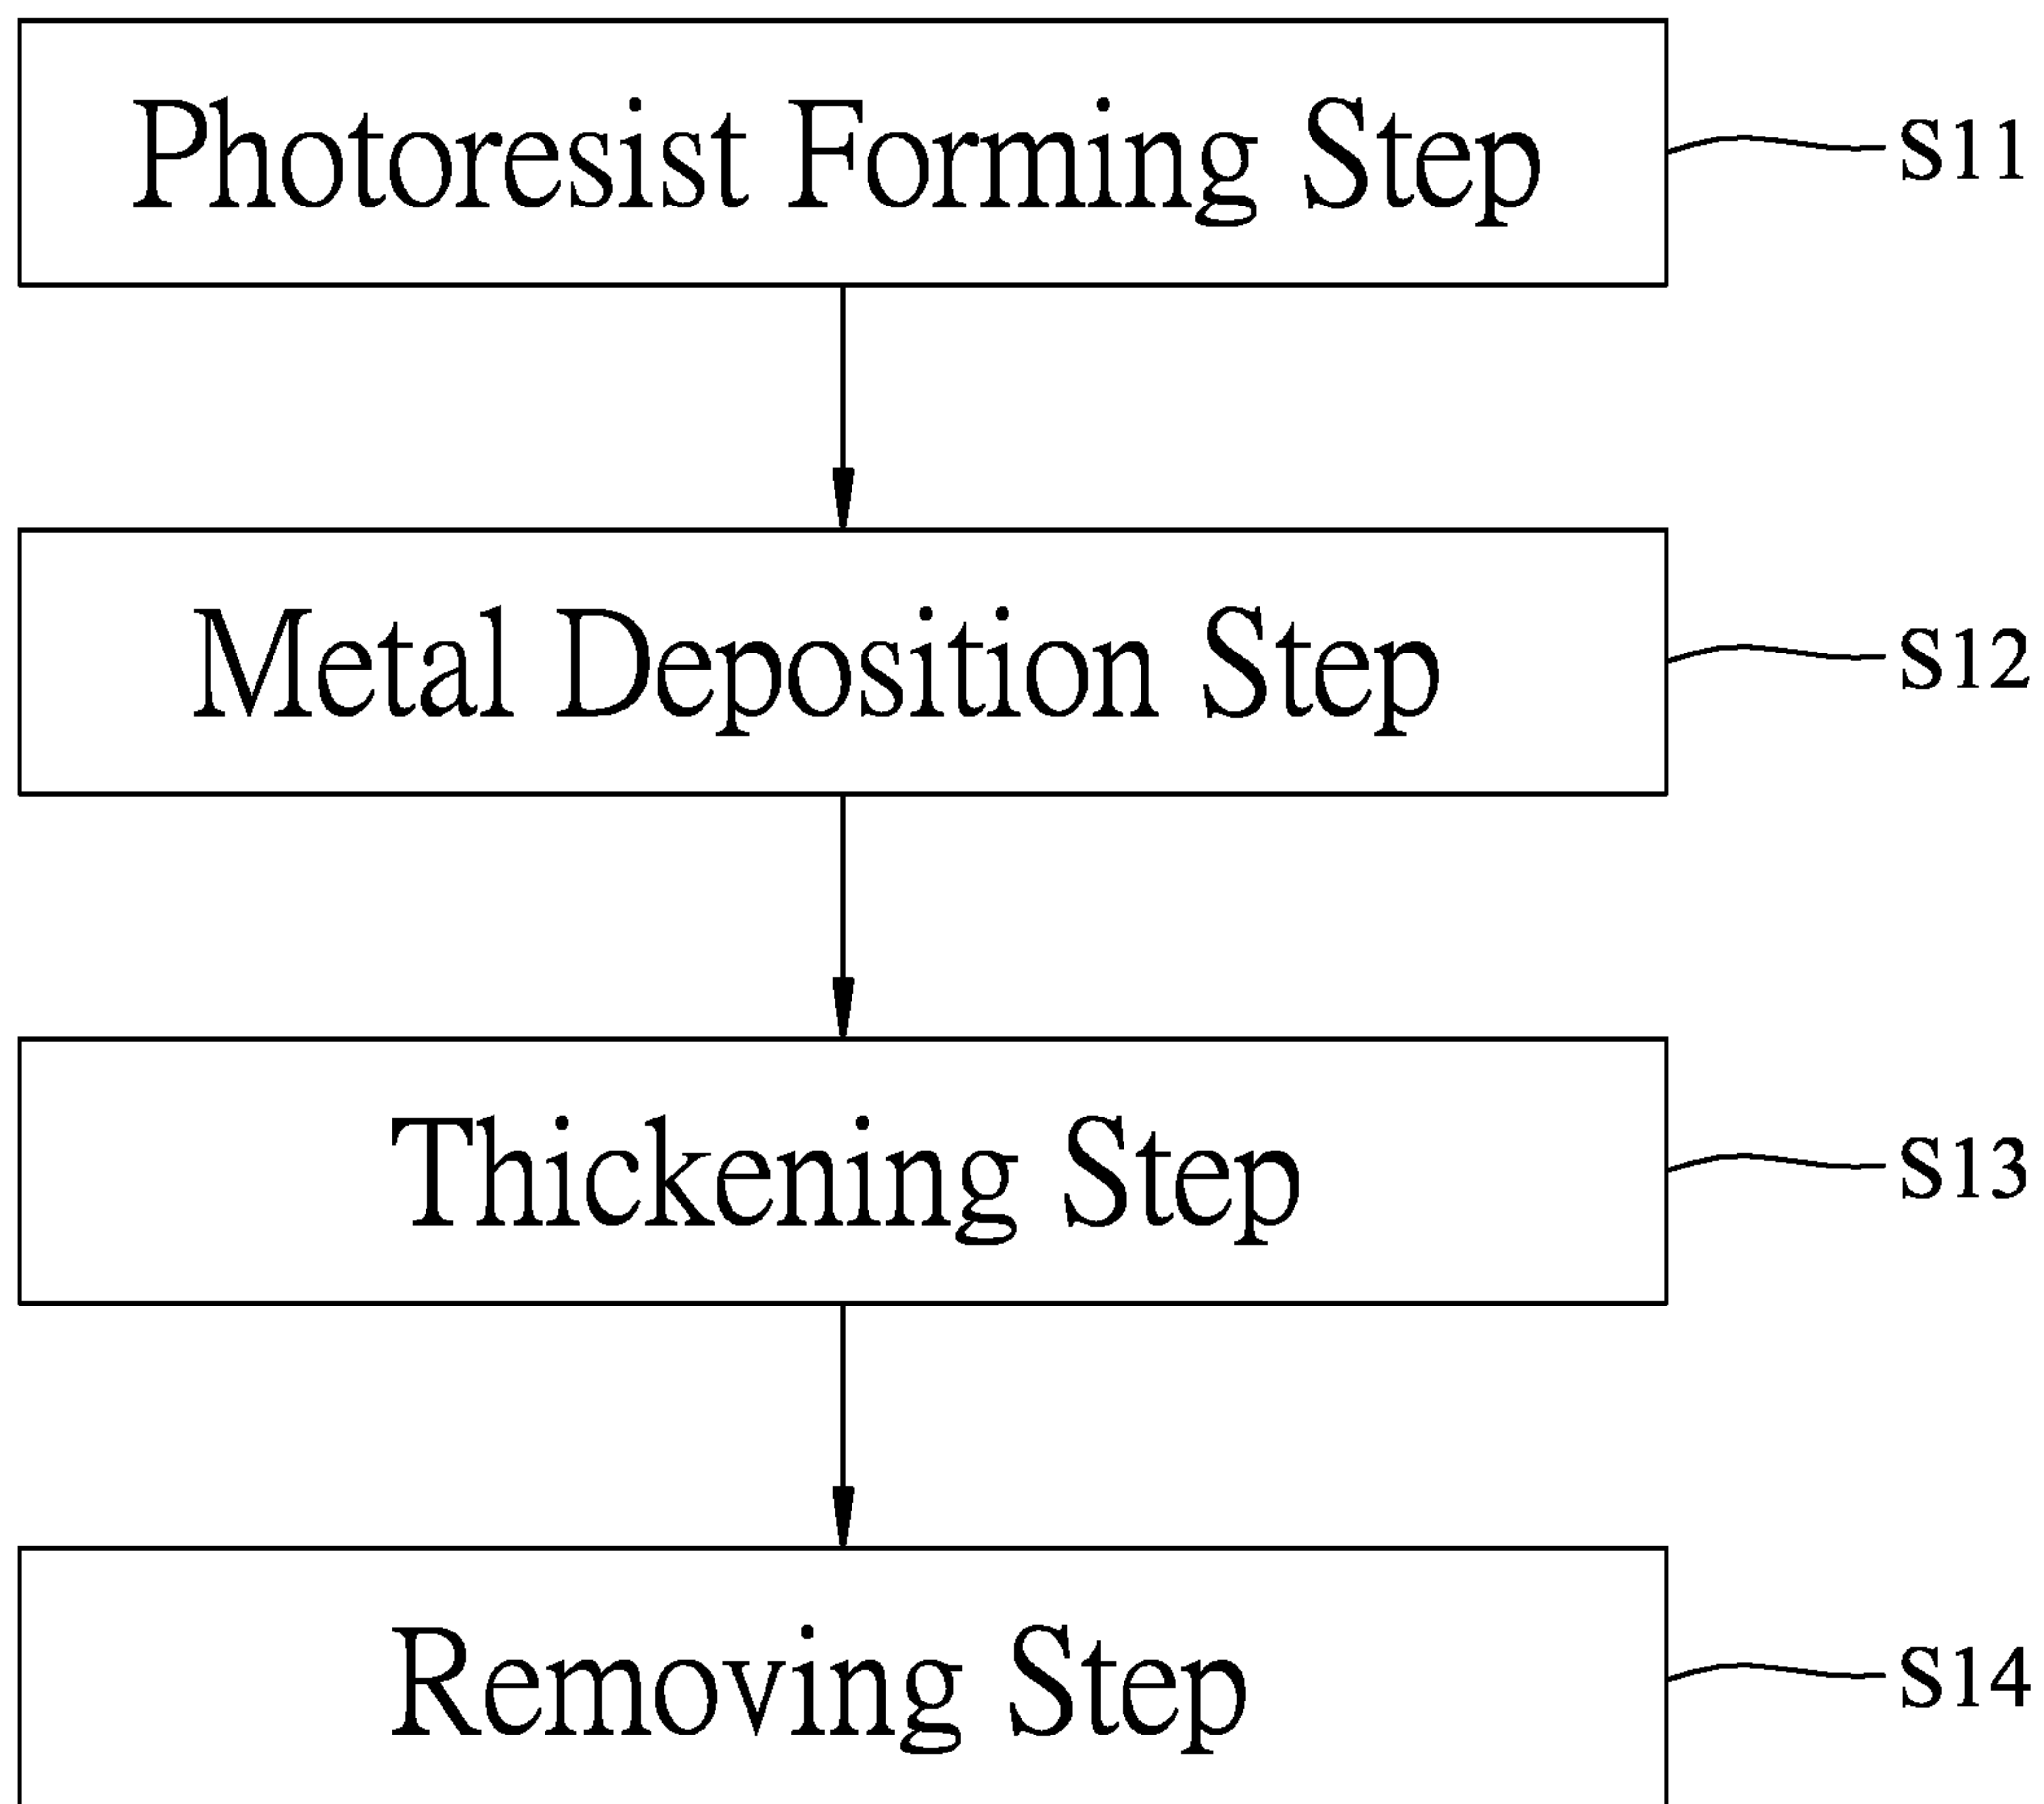 Photoresist Forming Step S11
Metal Deposition Step S12
Thickening Step S13
Removing Step S14